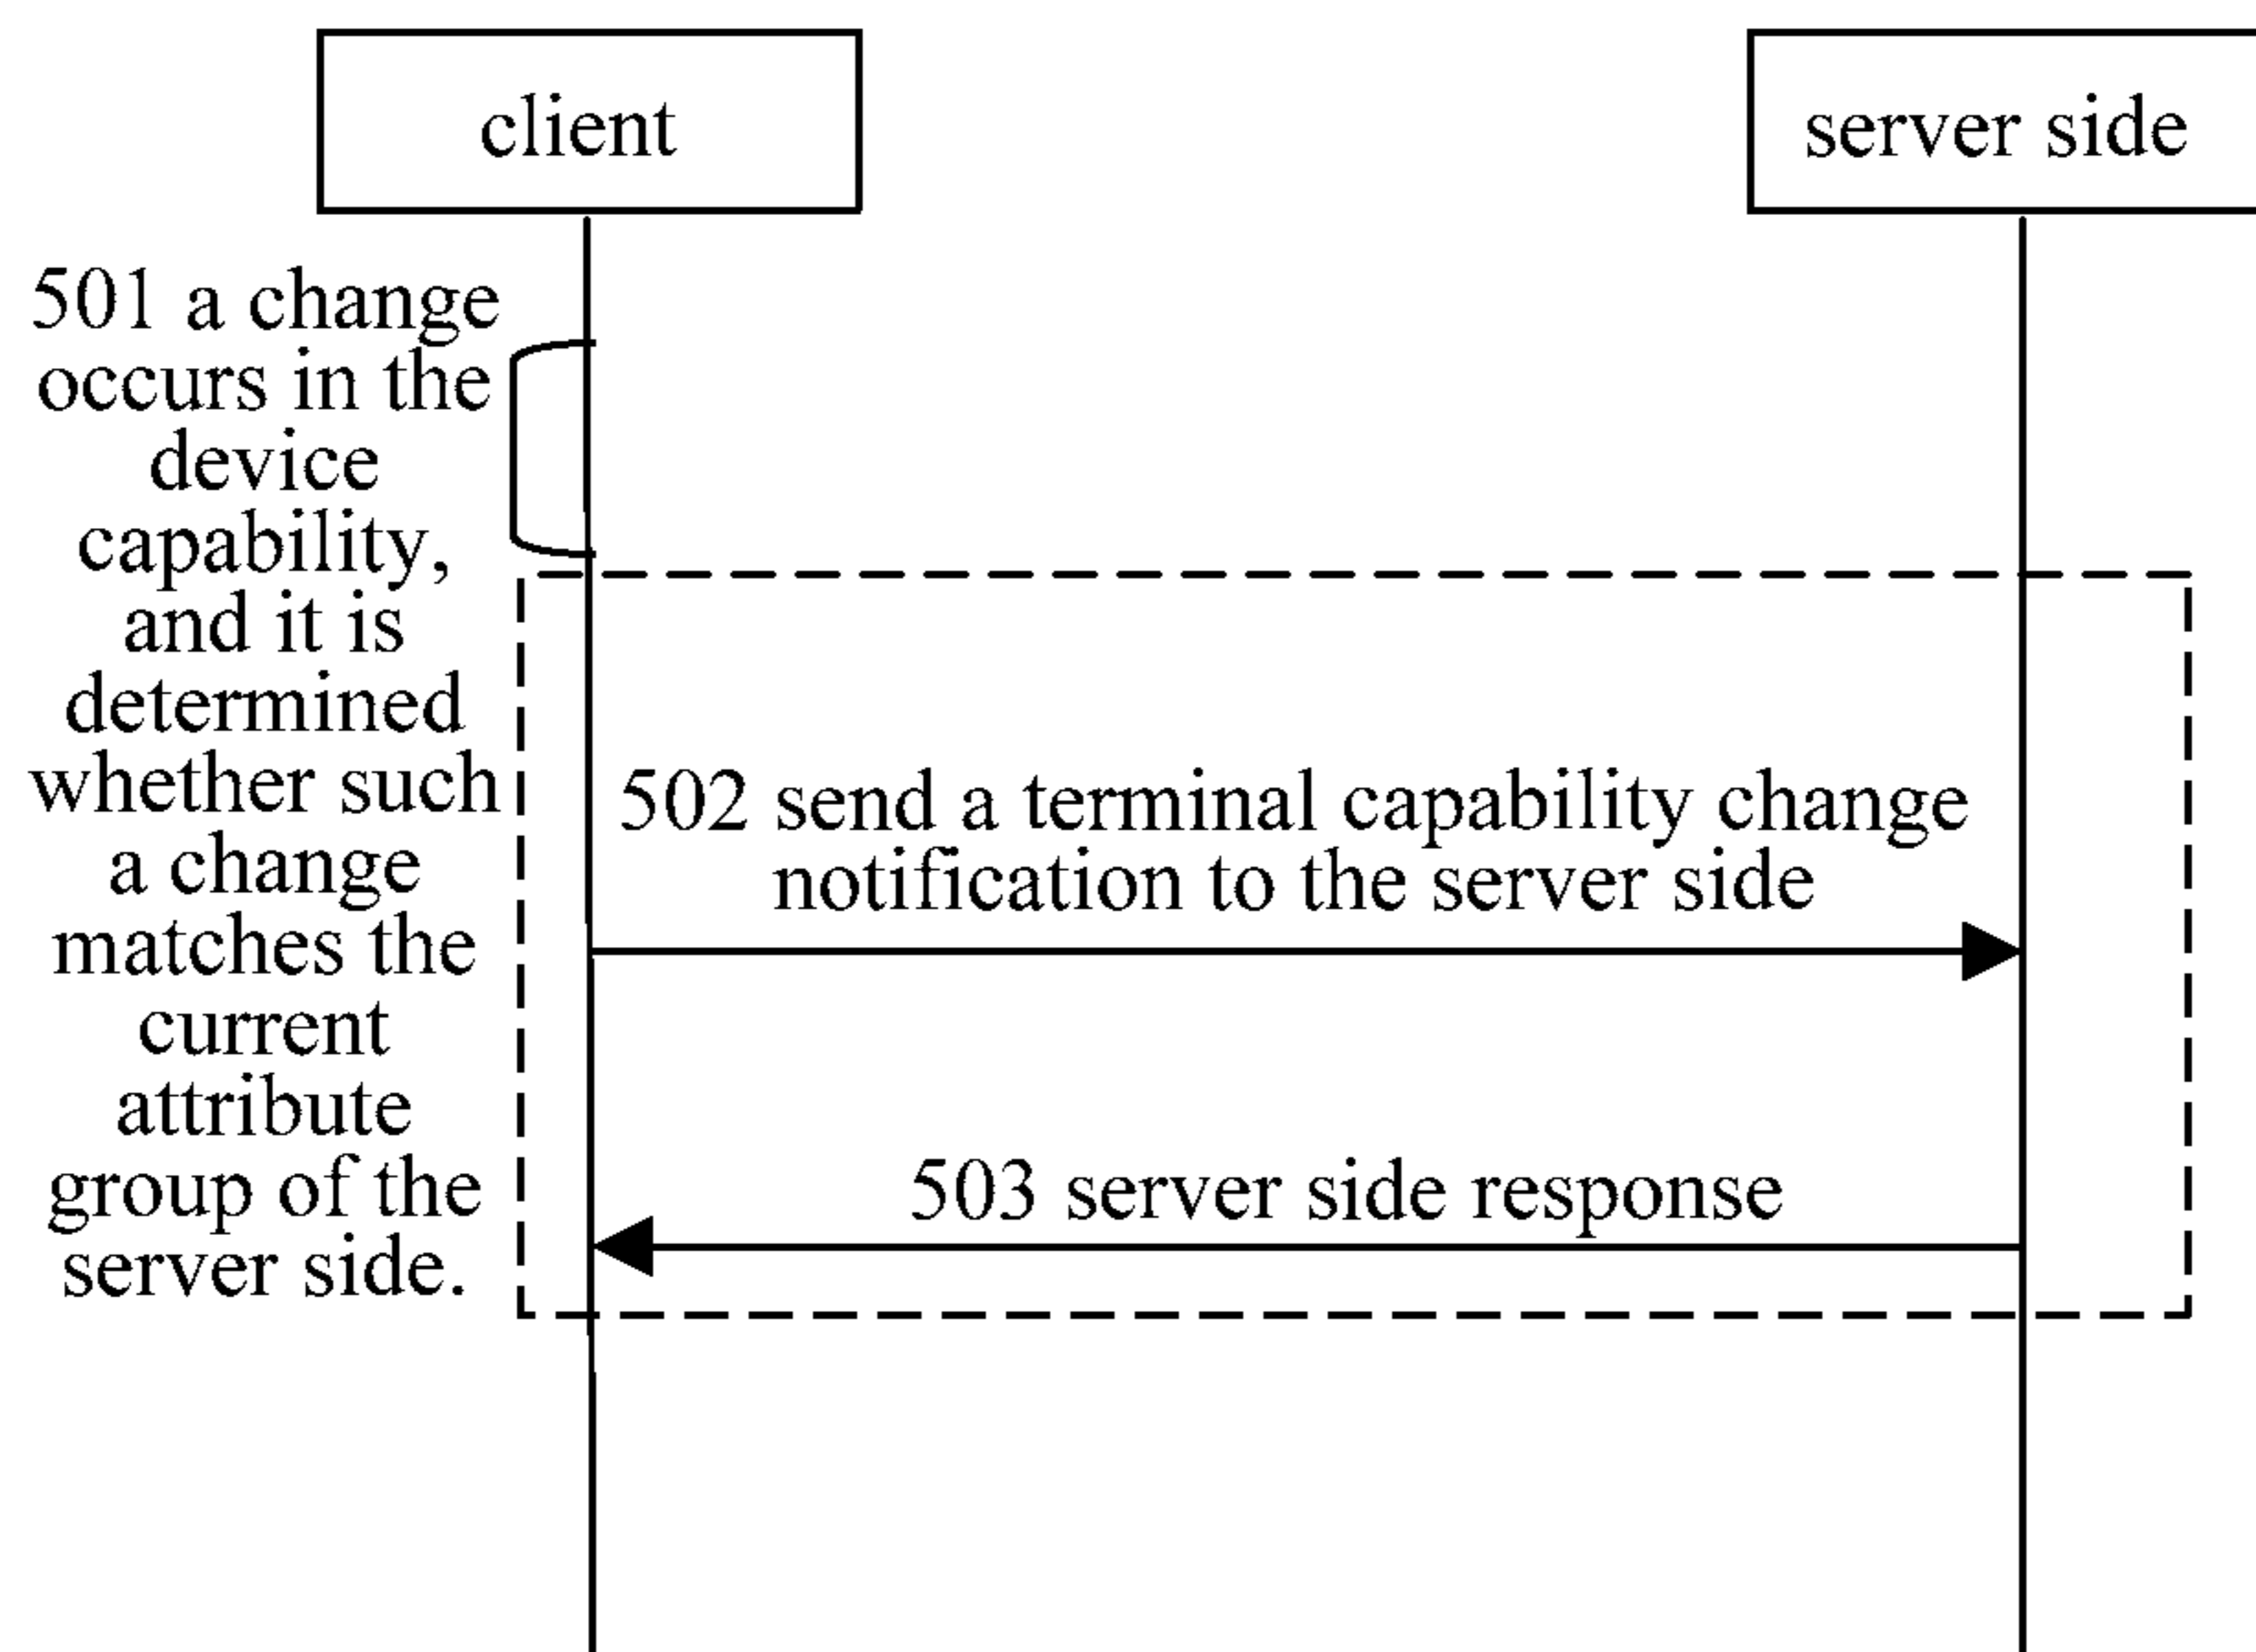 client
server side
501 a change
occurs in the
device
capability,
and it is
determined
whether such
a change
matches the
current
attribute
group of the
server side.
502 send a terminal capability change
notification to the server side
503 server side response